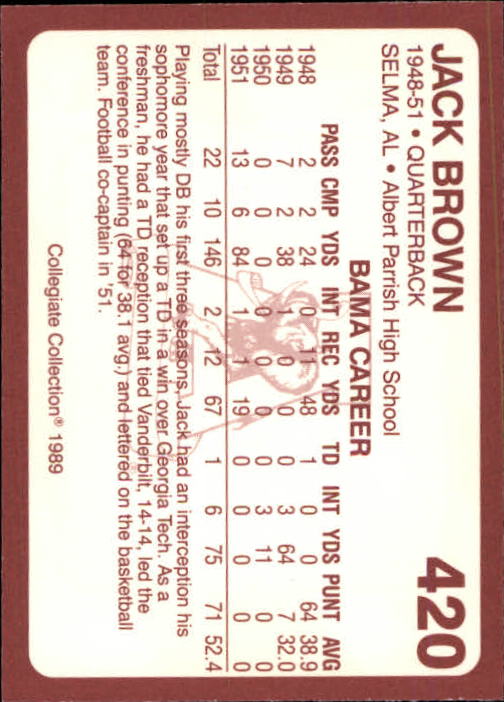 JACK BROWN 420
1948-51 • QUARTERBACK
SELMA, AL • Albert Parrish High School
BAMA CAREER
PASS CMP YDS INT REC YDS TD INT YDS PUNT AVG
1948 2 2 24 0 11 48 1 0 0 64 38.9
1949 7 2 38 1 0 0 0 3 64 7 32.0
1950 0 0 0 0 0 0 0 3 11 0 0
1951 13 6 84 1 1 19 0 0 0 0 0
Total 22 10 146 2 12 67 1 6 75 71 52.4
Playing mostly DB his first three seasons, Jack had an interception his
sophomore year that set up a TD in a win over Georgia Tech. As a
freshman, he had a TD reception that tied Vanderbilt, 14-14, led the
conference in punting (64 for 38.1 avg.) and lettered on the basketball
team. Football co-captain in '51.
Collegiate Collection® 1989